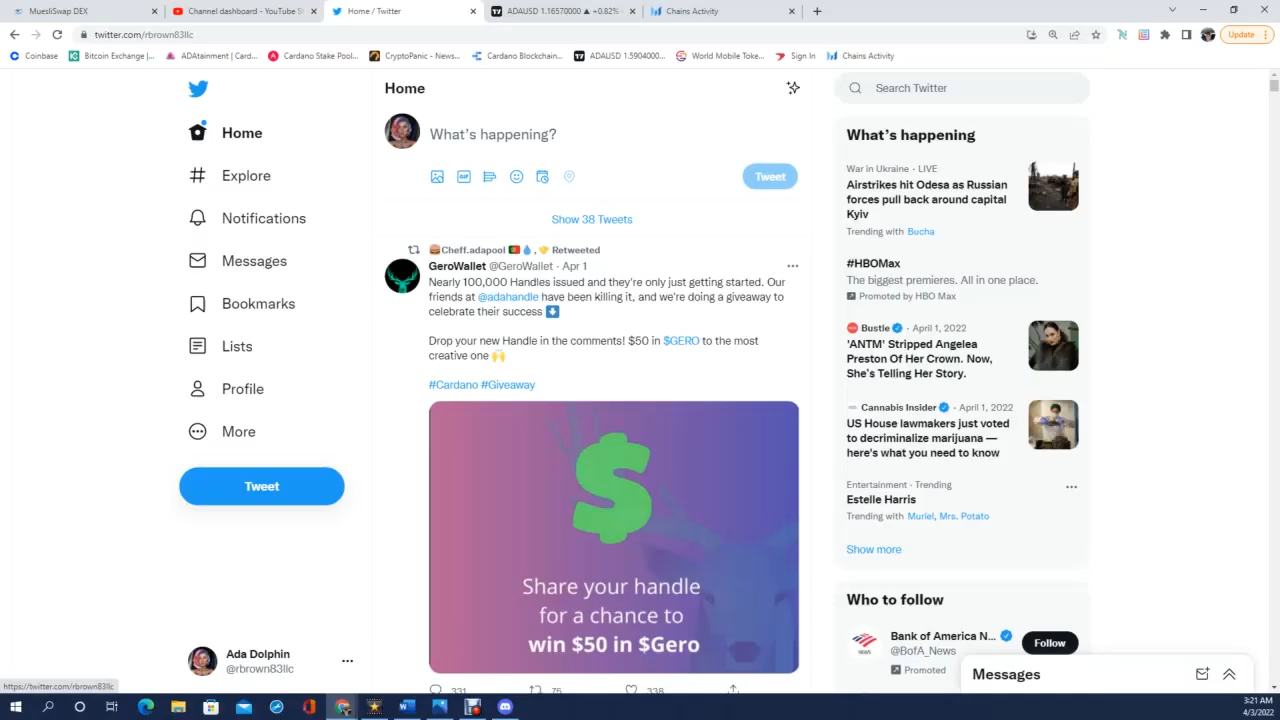 MuesliSwap DEX
Channel dashboard - YouTube St
Home / Twitter
ADAUSD 1.16570000 ▲ +0.82%
Chains Activity
twitter.com/rbrown83llc
Update
Coinbase
Bitcoin Exchange |...
ADAtainment | Card...
Cardano Stake Pool...
CryptoPanic - News...
Cardano Blockchain...
ADAUSD 1.5904000...
World Mobile Toke...
Sign In
Chains Activity
Home
Explore
Notifications
Messages
Bookmarks
Lists
Profile
More
Tweet
Ada Dolphin
@rbrown83llc
https://twitter.com/rbrown83llc
Home
What's happening?
GIF
Tweet
Show 38 Tweets
🍔Cheff.adapool 🇵🇹💧,🤝 Retweeted
GeroWallet @GeroWallet · Apr 1
Nearly 100,000 Handles issued and they're only just getting started. Our
friends at @adahandle have been killing it, and we're doing a giveaway to
celebrate their success ⬇️
Drop your new Handle in the comments! $50 in $GERO to the most
creative one 🙌
#Cardano #Giveaway
$
Share your handle
for a chance to
win $50 in $Gero
331
75
338
Search Twitter
What's happening
War in Ukraine · LIVE
Airstrikes hit Odesa as Russian
forces pull back around capital
Kyiv
Trending with Bucha
#HBOMax
The biggest premieres. All in one place.
Promoted by HBO Max
Bustle · April 1, 2022
'ANTM' Stripped Angelea
Preston Of Her Crown. Now,
She's Telling Her Story.
Cannabis Insider · April 1, 2022
US House lawmakers just voted
to decriminalize marijuana —
here's what you need to know
Entertainment · Trending
Estelle Harris
Trending with Muriel, Mrs. Potato
Show more
Who to follow
Bank of America N...
@BofA_News
Promoted
Follow
Messages
3:21 AM
4/3/2022